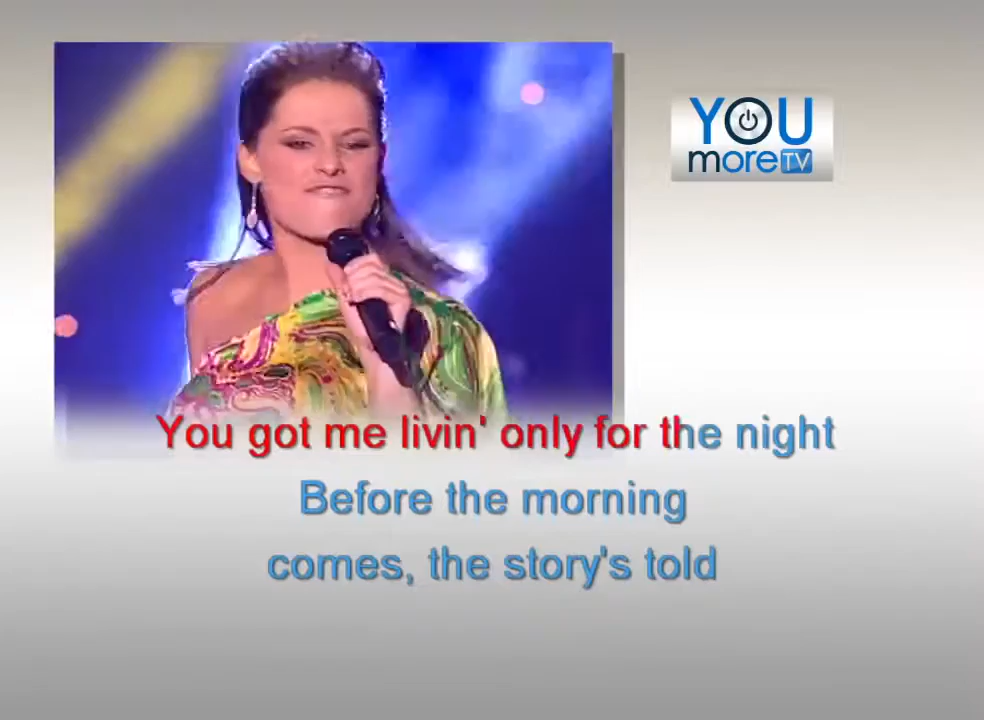 YOU
moreTV
You got me livin' only for the night
Before the morning
comes, the story's told